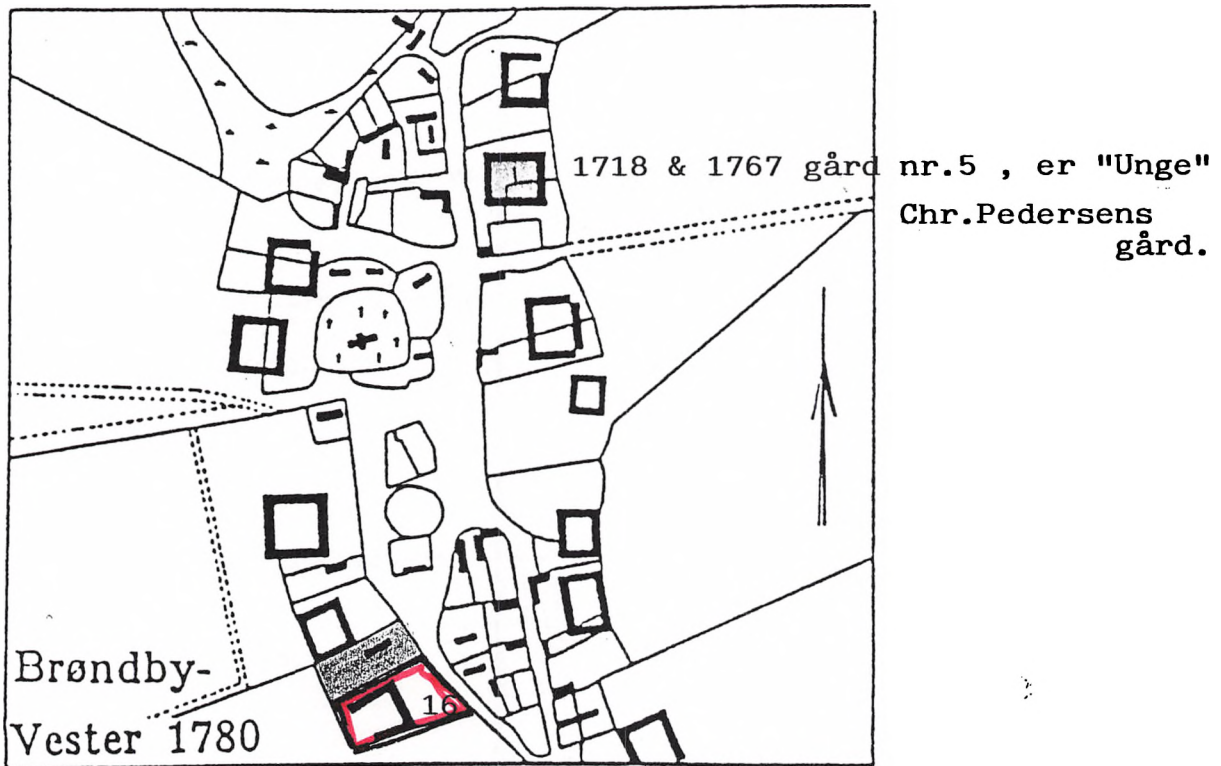 1718 & 1767 gård nr.5 , er "Unge"
Chr.Pedersens
gård.
16
Brøndby-
Vester 1780